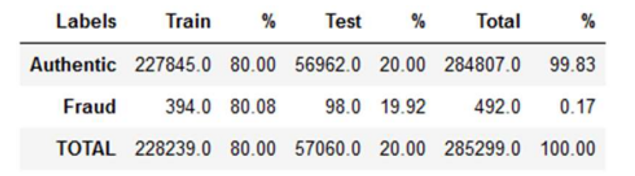 Labels Train % Test % Total %
Authentic 227845.0 80.00 56962.0 20.00 284807.0 99.83
Fraud 394.0 80.08 98.0 19.92 492.0 0.17
TOTAL 228239.0 80.00 57060.0 20.00 285299.0 100.00